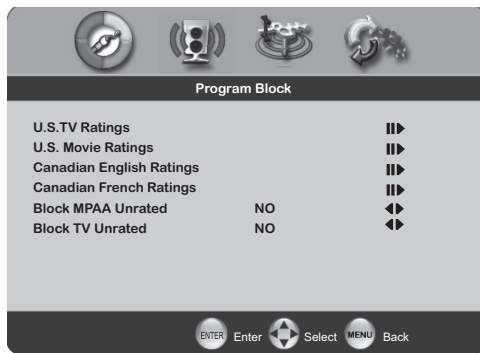 Program Block
U.S.TV Ratings
U.S. Movie Ratings
Canadian English Ratings
Canadian French Ratings
Block MPAA Unrated NO
Block TV Unrated NO
ENTER Enter Select MENU Back